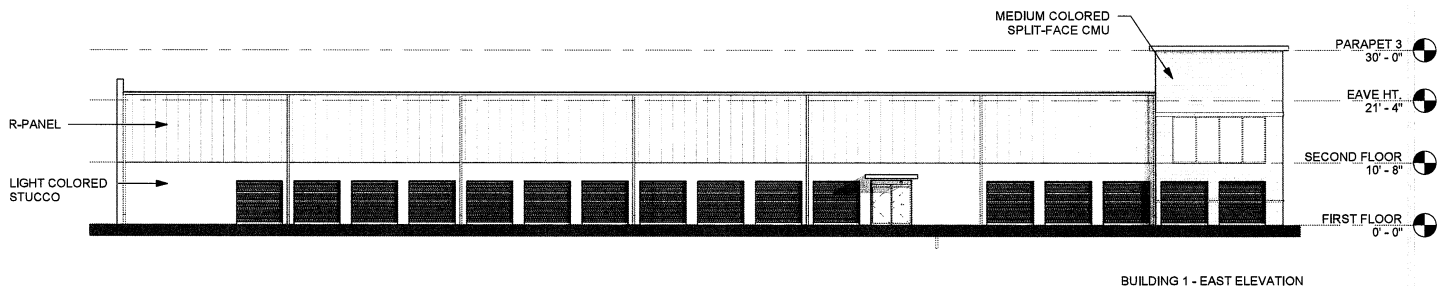 MEDIUM COLORED
SPLIT-FACE CMU
PARAPET 3
30' - 0"
EAVE HT.
21' - 4"
R-PANEL
SECOND FLOOR
10' - 8"
LIGHT COLORED
STUCCO
FIRST FLOOR
0' - 0"
BUILDING 1 - EAST ELEVATION